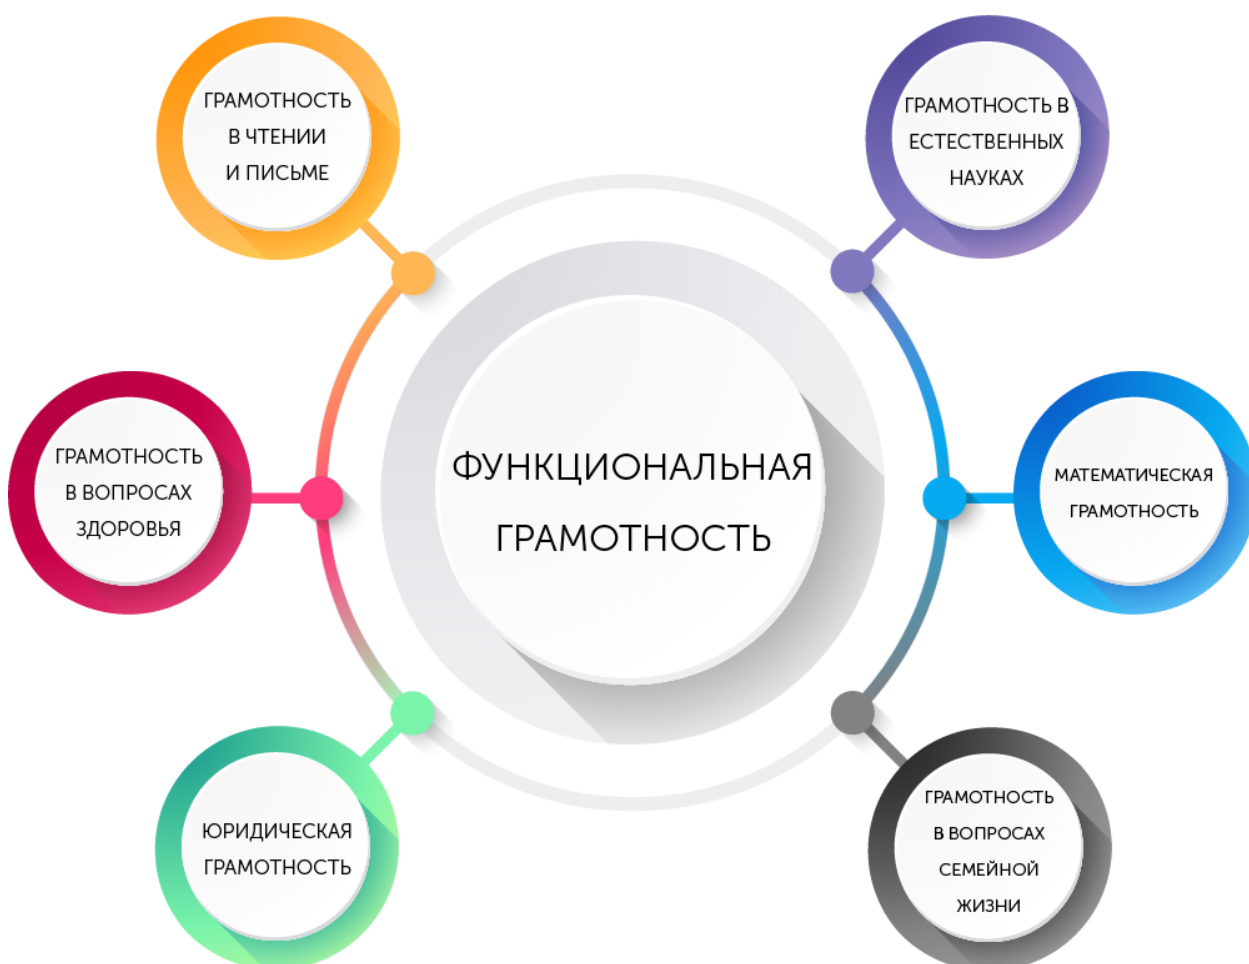 ГРАМОТНОСТЬ
В ЧТЕНИИ
И ПИСЬМЕ
ГРАМОТНОСТЬ В
ЕСТЕСТВЕННЫХ
НАУКАХ
ГРАМОТНОСТЬ
В ВОПРОСАХ
ЗДОРОВЬЯ
ФУНКЦИОНАЛЬНАЯ
ГРАМОТНОСТЬ
МАТЕМАТИЧЕСКАЯ
ГРАМОТНОСТЬ
ЮРИДИЧЕСКАЯ
ГРАМОТНОСТЬ
ГРАМОТНОСТЬ
В ВОПРОСАХ
СЕМЕЙНОЙ
ЖИЗНИ